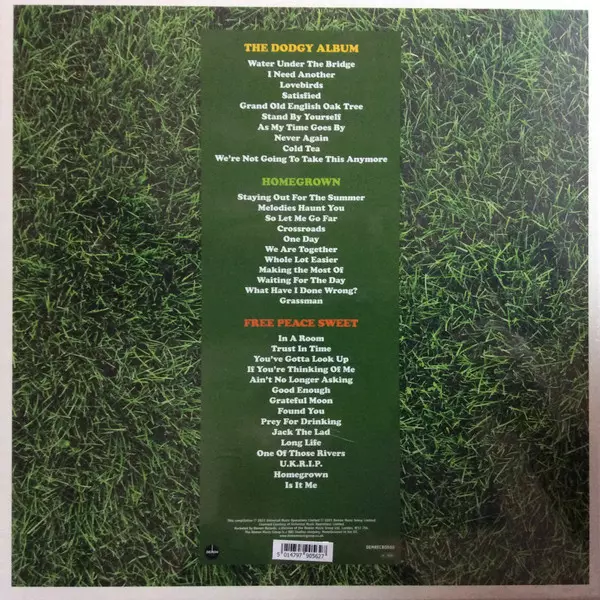 THE DODGY ALBUM
Water Under The Bridge
I Need Another
Lovebirds
Satisfied
Grand Old English Oak Tree
Stand By Yourself
As My Time Goes By
Never Again
Cold Tea
We're Not Going To Take This Anymore
HOMEGROWN
Staying Out For The Summer
Melodies Haunt You
So Let Me Go Far
Crossroads
One Day
We Are Together
Whole Lot Easier
Making the Most Of
Waiting For The Day
What Have I Done Wrong?
Grassman
FREE PEACE SWEET
In A Room
Trust In Time
You've Gotta Look Up
If You're Thinking Of Me
Ain't No Longer Asking
Good Enough
Grateful Moon
Found You
Prey For Drinking
Jack The Lad
Long Life
One Of Those Rivers
U.K.R.I.P.
Homegrown
Is It Me